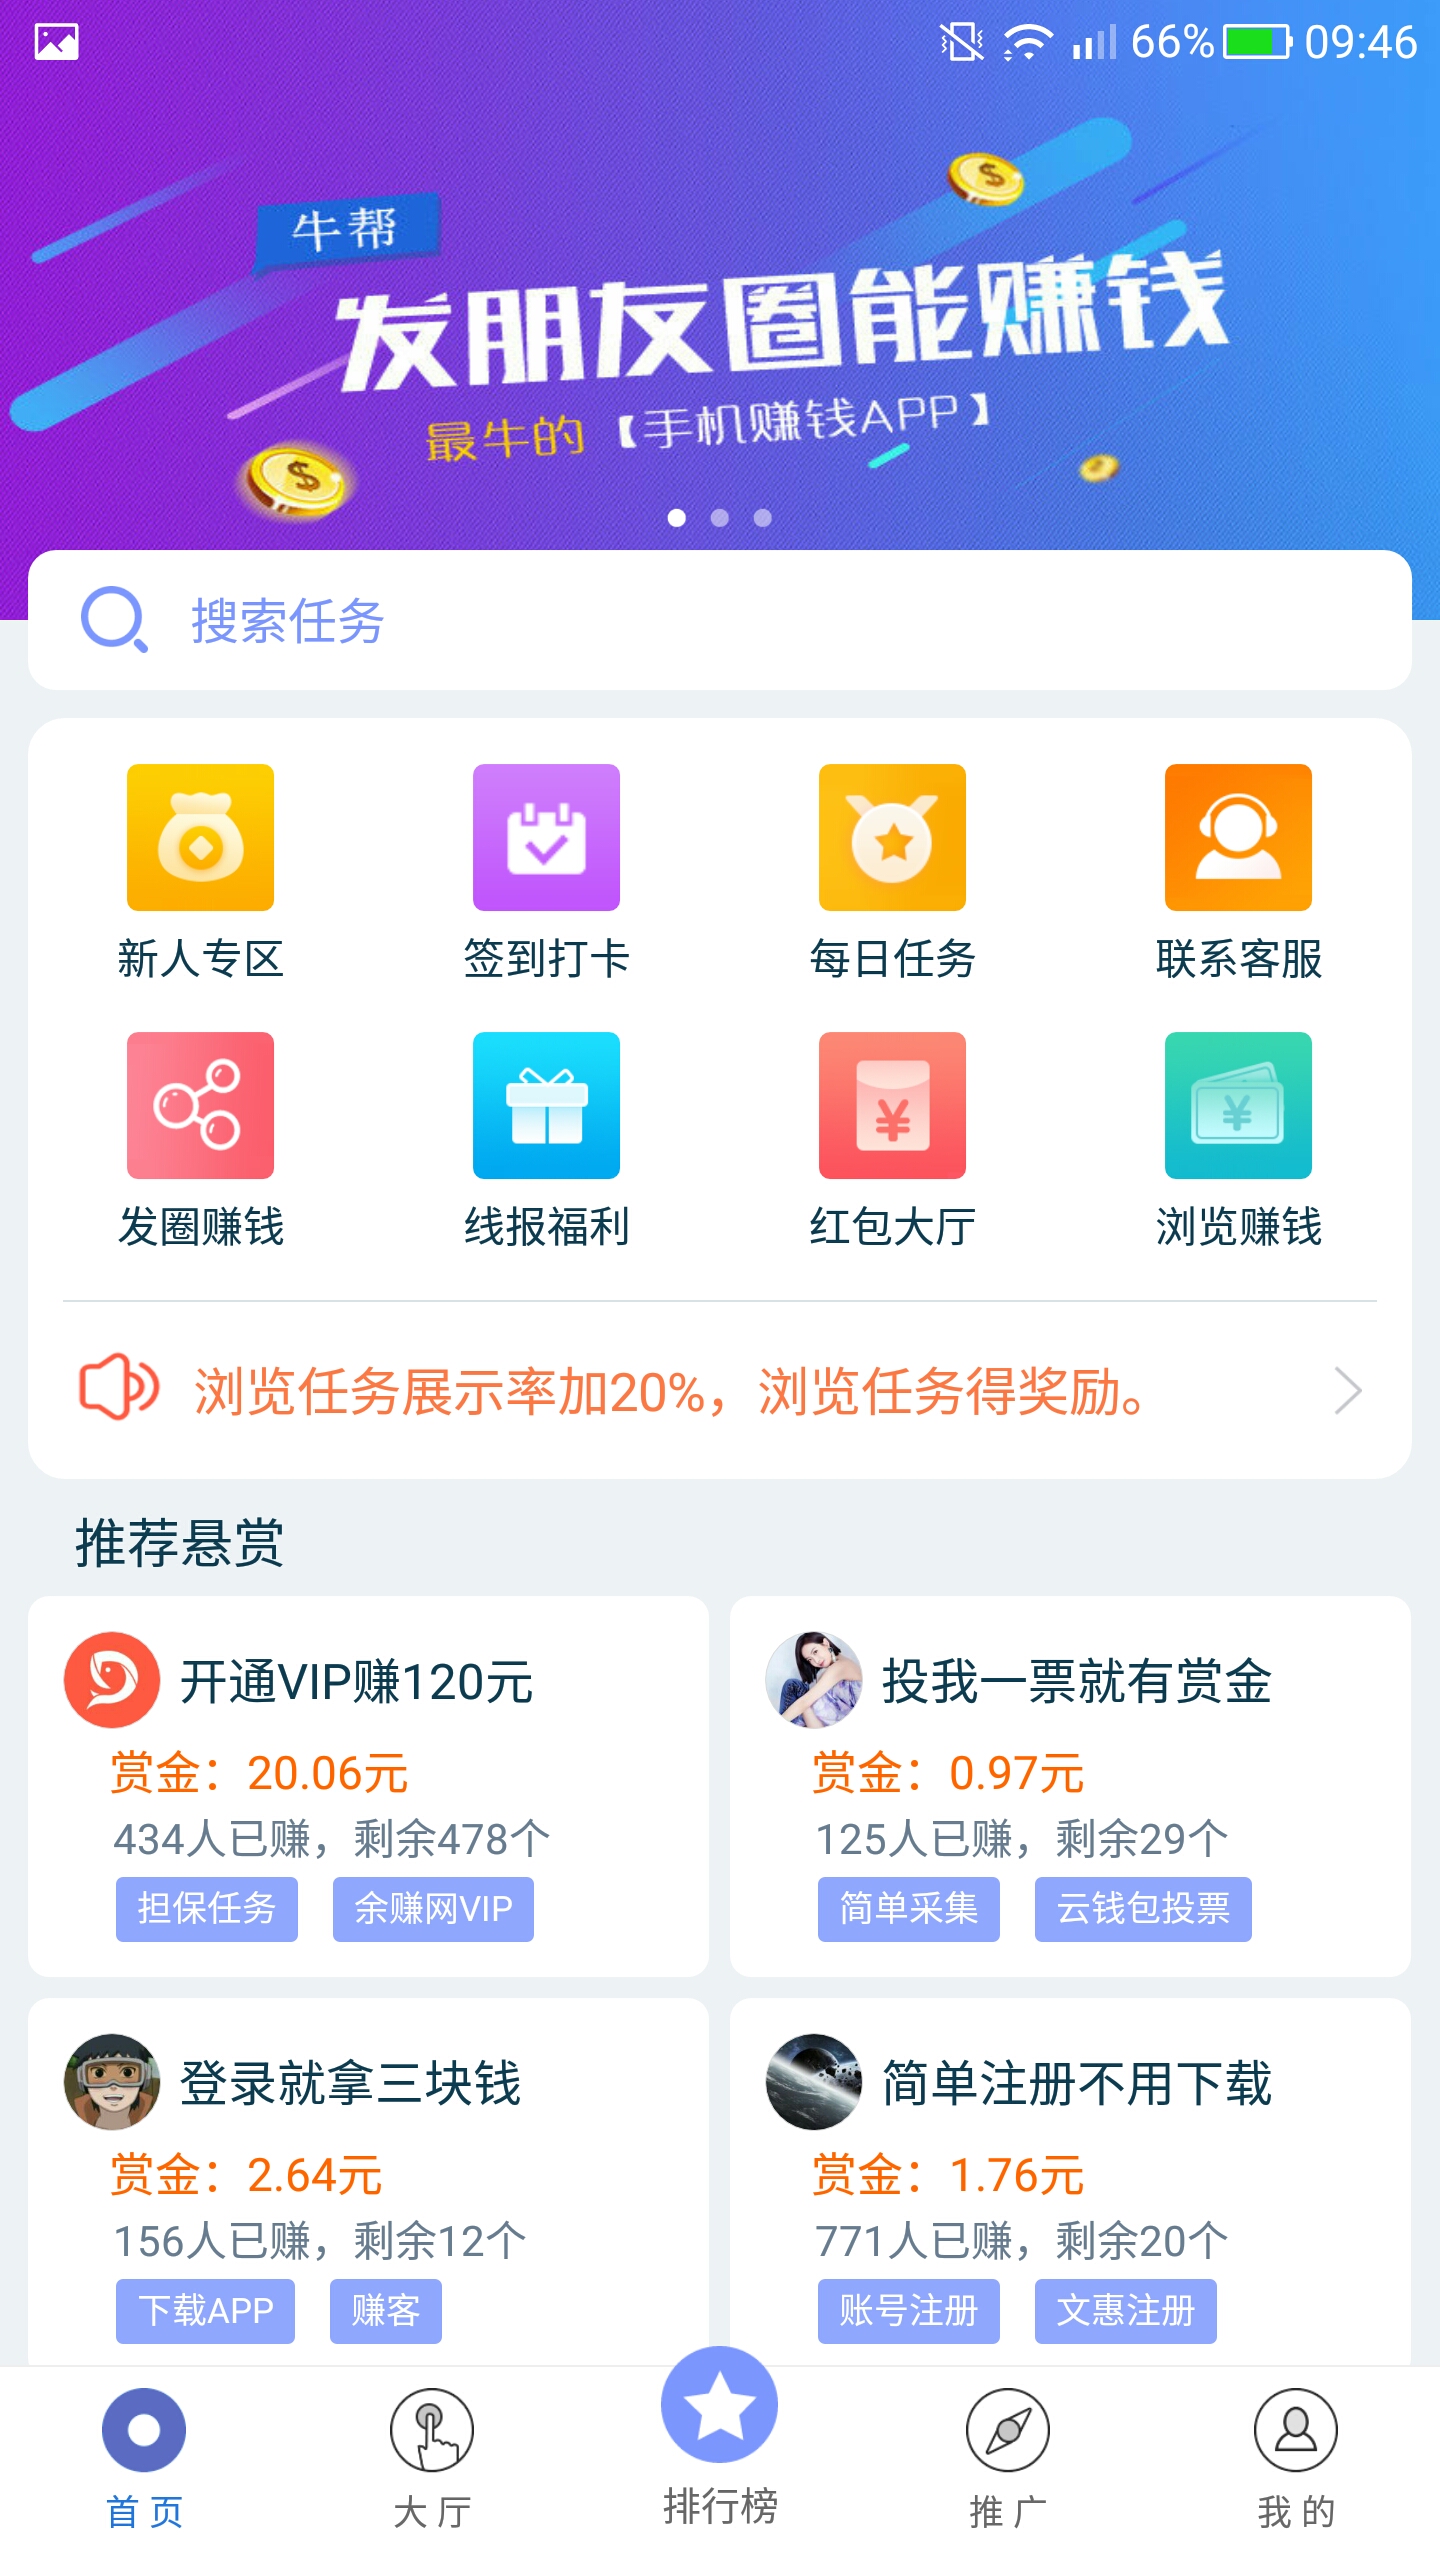 66% 09:46
牛帮
发朋友圈能赚钱
最牛的【手机赚钱APP】
搜索任务
新人专区 签到打卡 每日任务 联系客服
发圈赚钱 线报福利 红包大厅 浏览赚钱
浏览任务展示率加20%，浏览任务得奖励。
推荐悬赏
开通VIP赚120元
赏金：20.06元
434人已赚，剩余478个
担保任务 余赚网VIP
投我一票就有赏金
赏金：0.97元
125人已赚，剩余29个
简单采集 云钱包投票
登录就拿三块钱
赏金：2.64元
156人已赚，剩余12个
下载APP 赚客
简单注册不用下载
赏金：1.76元
771人已赚，剩余20个
账号注册 文惠注册
首页 大厅 排行榜 推广 我的